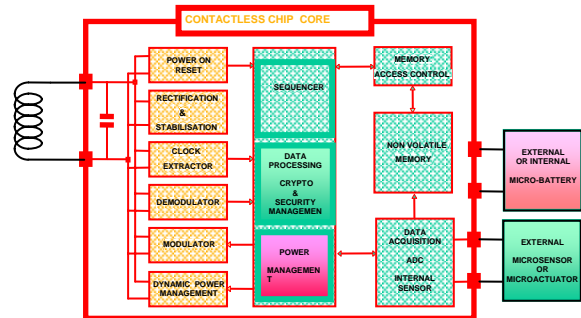 CONTACTLESS CHIP CORE
POWER ON
RESET
RECTIFICATION
&
STABILISATION
CLOCK
EXTRACTOR
DEMODULATOR
MODULATOR
DYNAMIC POWER
MANAGEMENT
SEQUENCER
DATA
PROCESSING
CRYPTO
&
SECURITY
MANAGEMEN
POWER
MANAGEMEN
T
MEMORY
ACCESS CONTROL
NON VOLATILE
MEMORY
DATA
ACQUISITION
ADC
INTERNAL
SENSOR
EXTERNAL
OR INTERNAL
MICRO-BATTERY
EXTERNAL
MICROSENSOR
OR
MICROACTUATOR